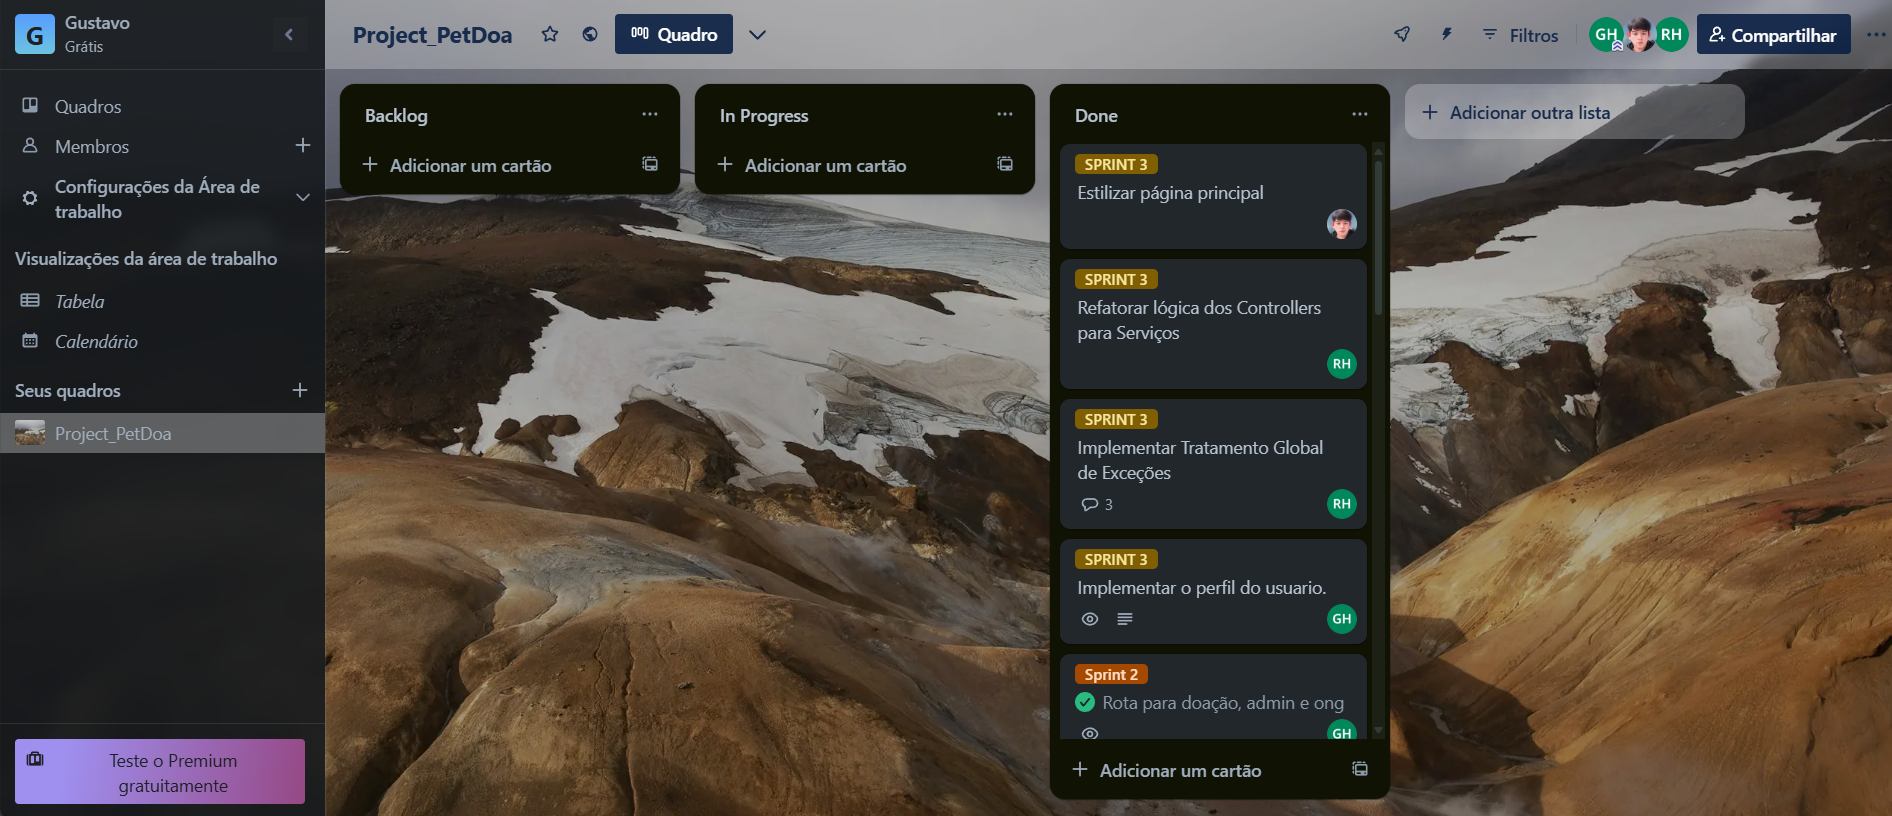 G
Gustavo
Grátis
Quadros
Membros
Configurações da Área de
trabalho
Visualizações da área de trabalho
Tabela
Calendário
Seus quadros
Project_PetDoa
Teste o Premium
gratuitamente
Project_PetDoa
Quadro
Filtros
GH
RH
Compartilhar
Backlog
Adicionar um cartão
In Progress
Adicionar um cartão
Done
SPRINT 3
Estilizar página principal
SPRINT 3
Refatorar lógica dos Controllers
para Serviços
RH
SPRINT 3
Implementar Tratamento Global
de Exceções
3
RH
SPRINT 3
Implementar o perfil do usuario.
GH
Sprint 2
Rota para doação, admin e ong
GH
Adicionar um cartão
Adicionar outra lista